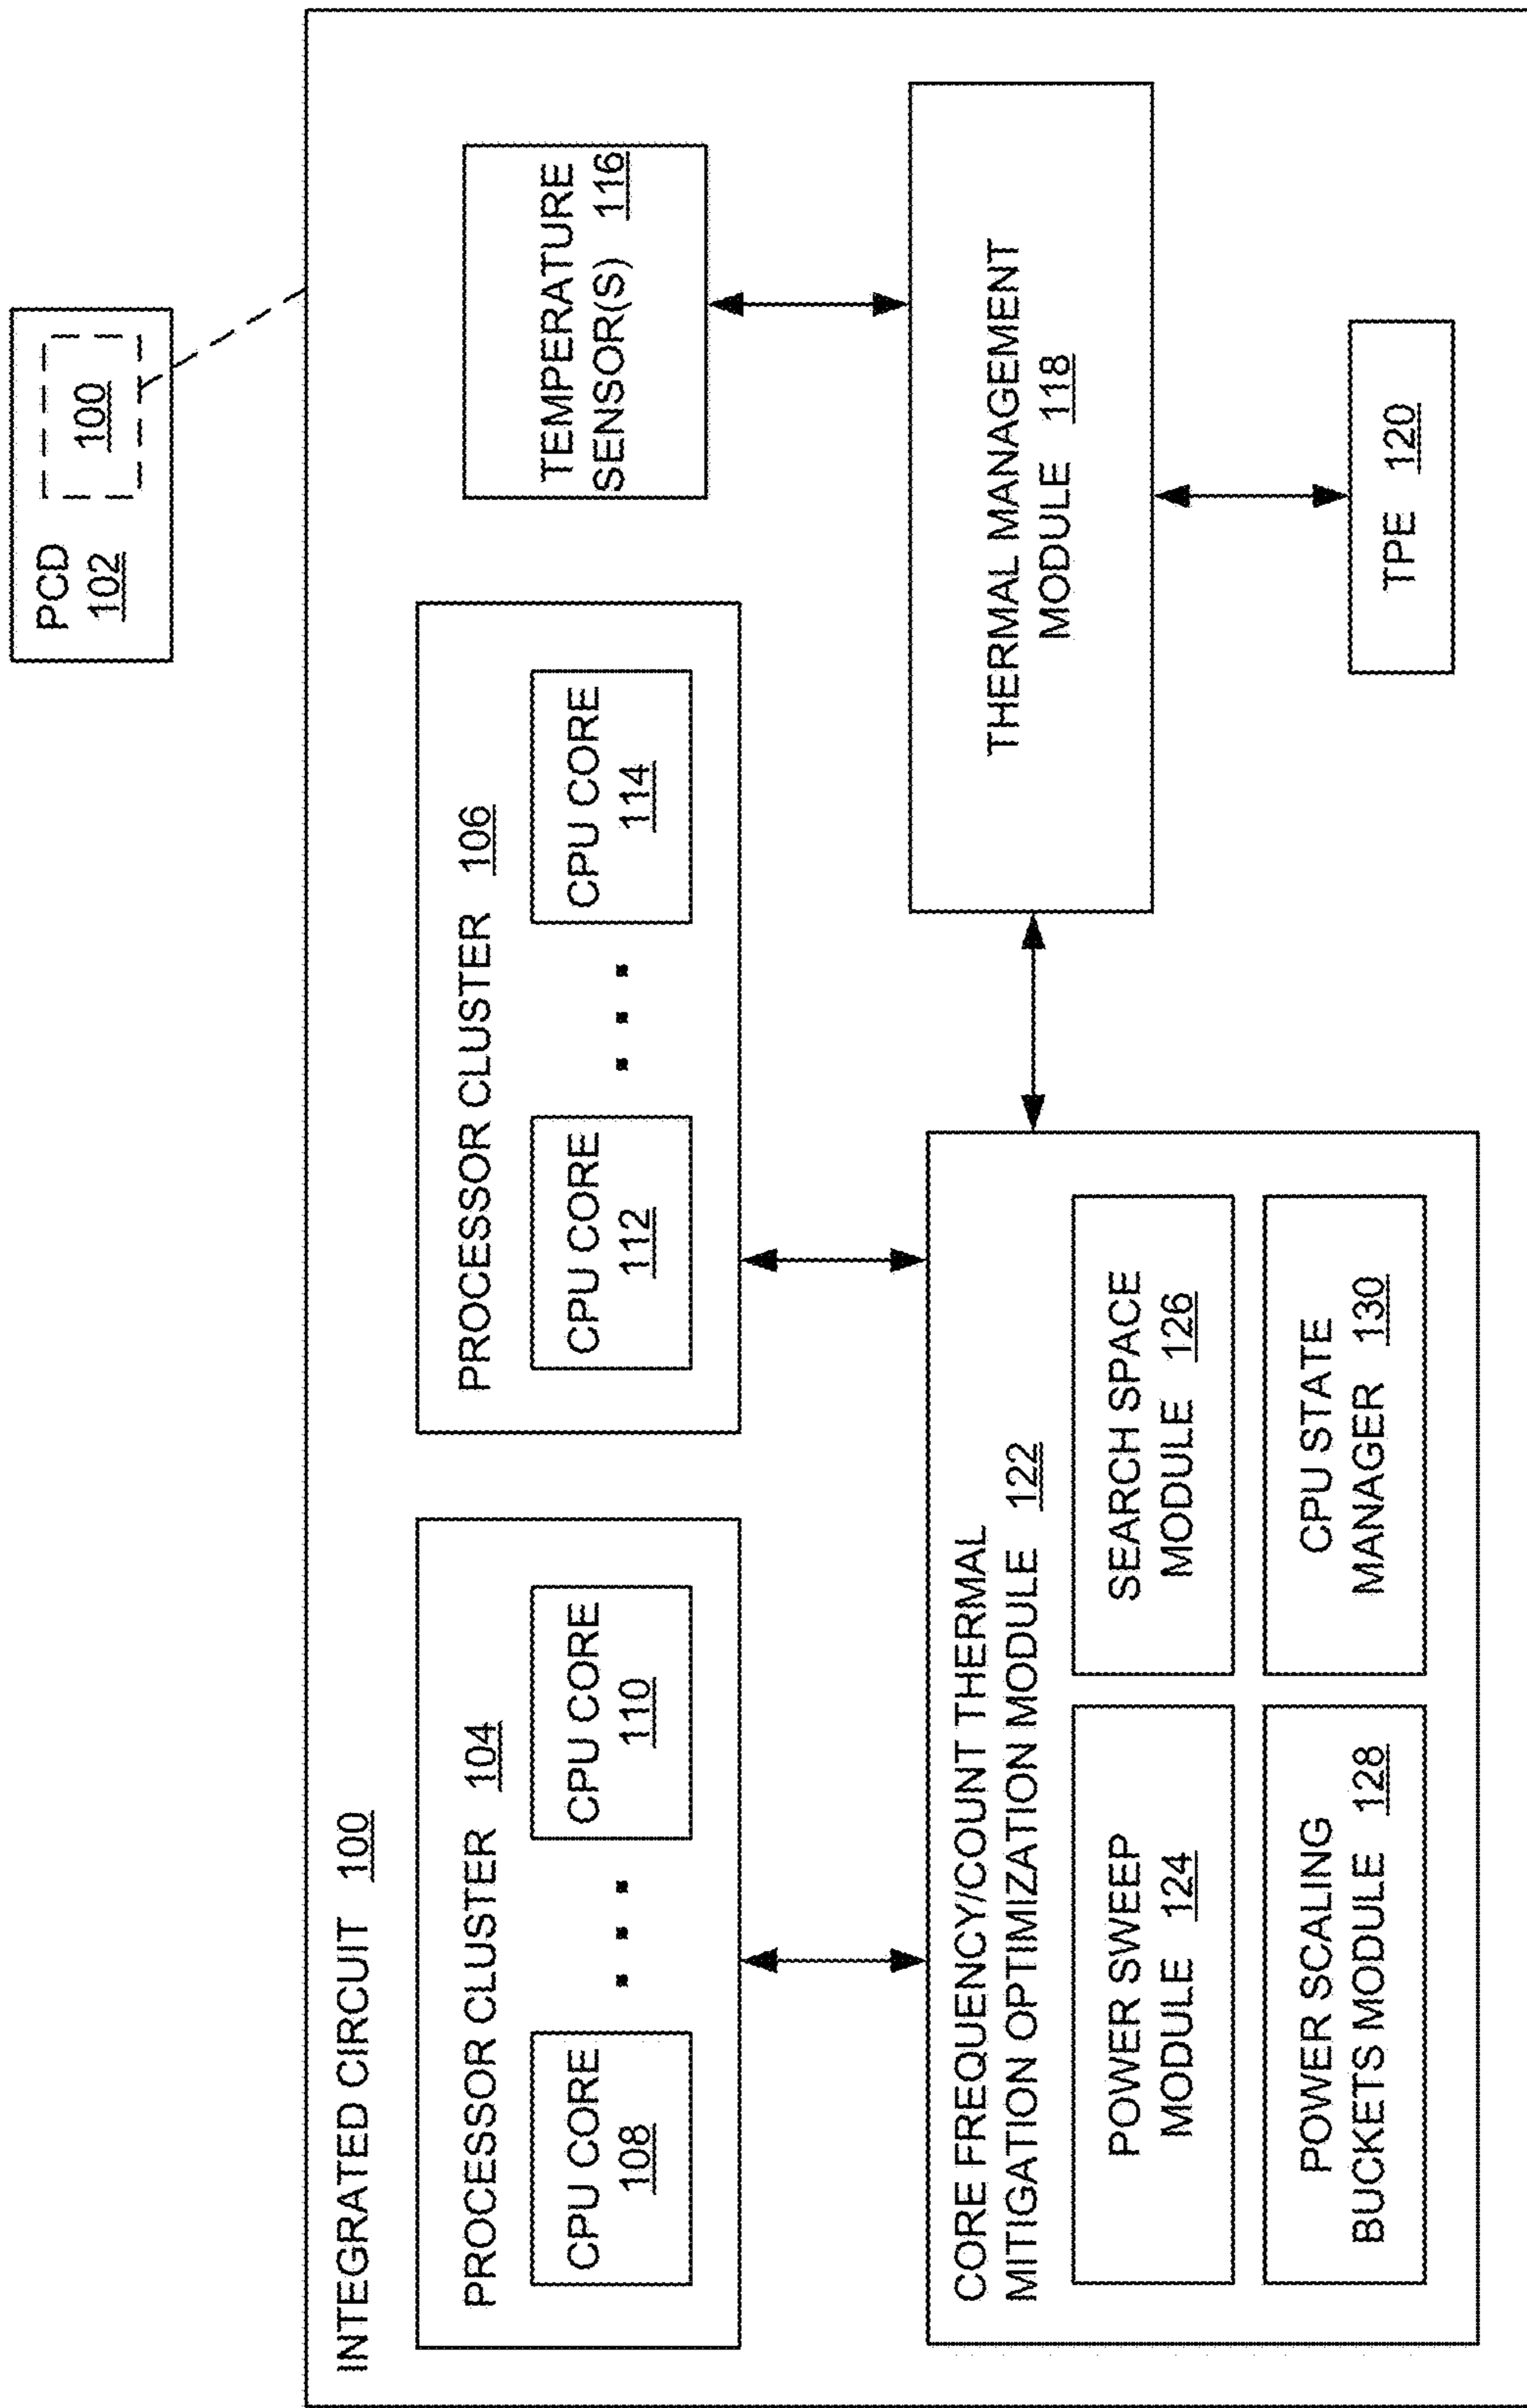 PCD
102
100
INTEGRATED CIRCUIT 100
PROCESSOR CLUSTER 104
CPU CORE
108
CPU CORE
110
PROCESSOR CLUSTER 106
CPU CORE
112
CPU CORE
114
TEMPERATURE
SENSOR(S) 116
CORE FREQUENCY/COUNT THERMAL
MITIGATION OPTIMIZATION MODULE 122
POWER SWEEP
MODULE 124
SEARCH SPACE
MODULE 126
POWER SCALING
BUCKETS MODULE 128
CPU STATE
MANAGER 130
THERMAL MANAGEMENT
MODULE 118
TPE 120